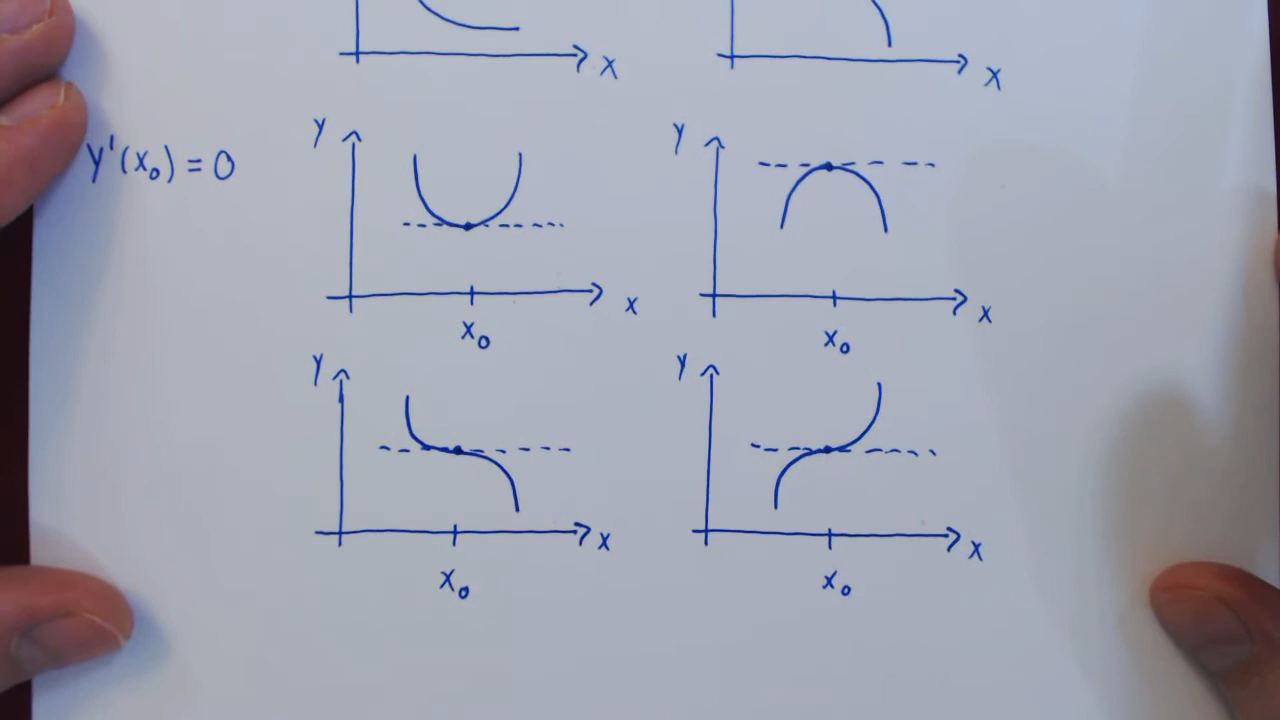 x x
y'(x₀) = 0
y y
x x
x₀ x₀
y y
x x
x₀ x₀